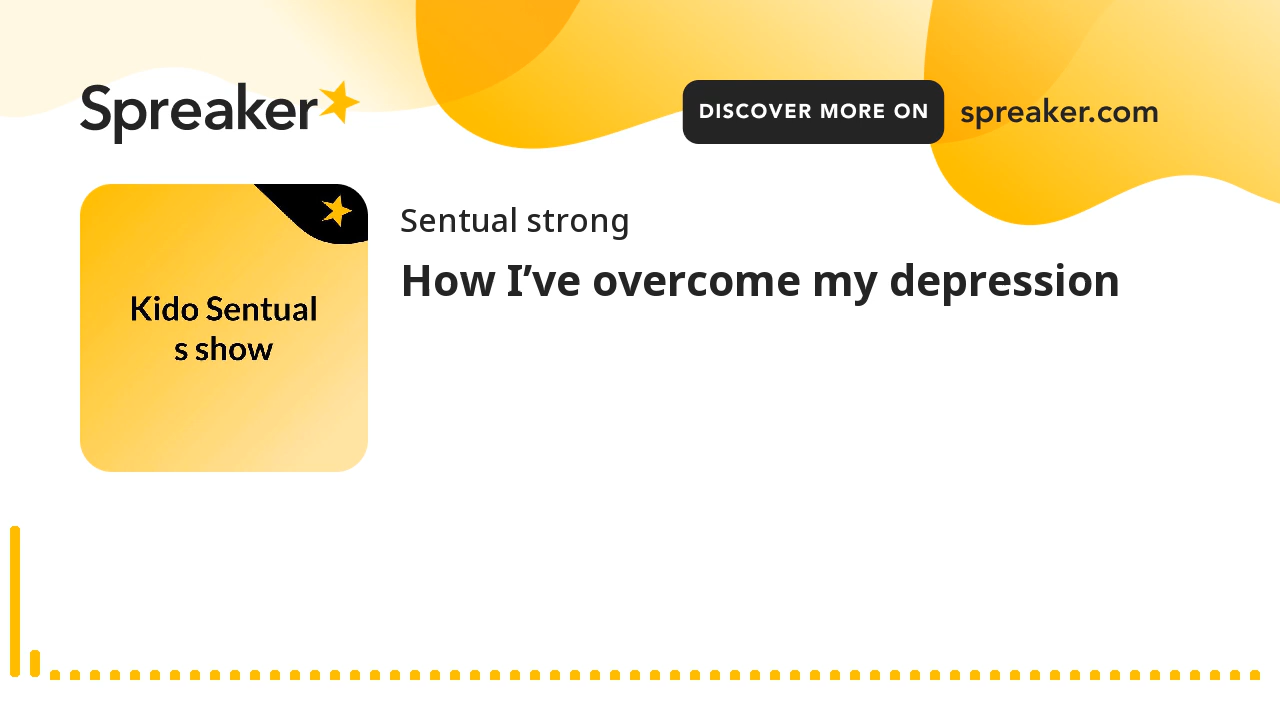 Spreaker
DISCOVER MORE ON spreaker.com
Sentual strong
How I’ve overcome my depression
Kido Sentual
s show